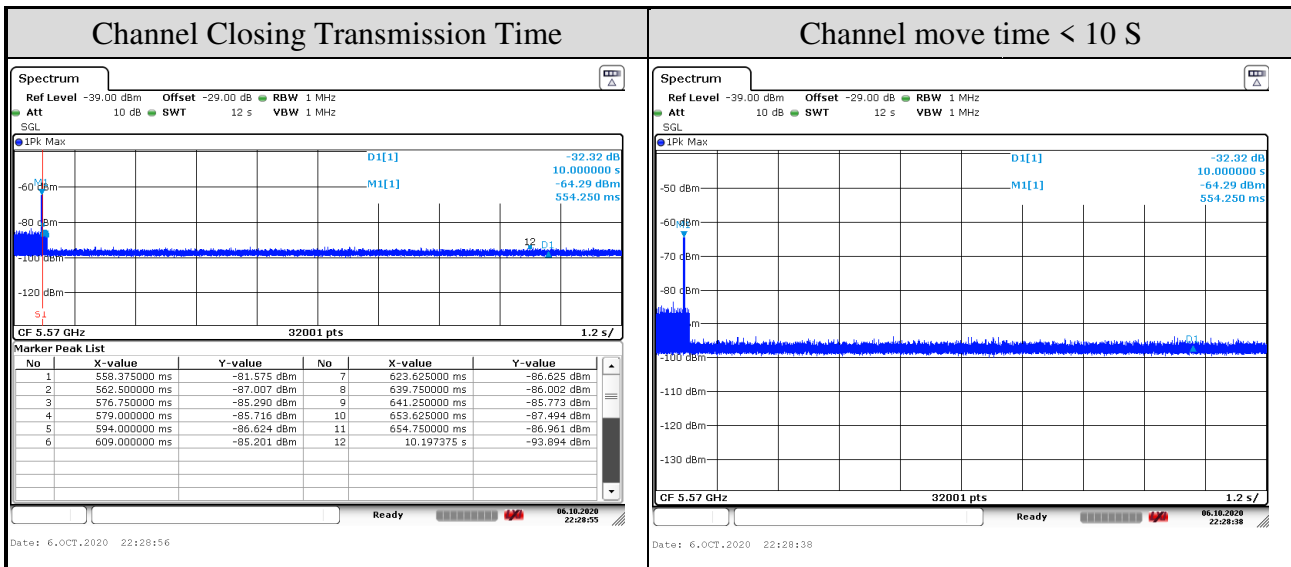 Channel Closing Transmission Time
Spectrum
Ref Level -39.00 dBm Offset -29.00 dB RBW 1 MHz
Att 10 dB SWT 12 s VBW 1 MHz
SGL
1Pk Max
D1[1] -32.32 dB
10.000000 s
M1[1] -64.29 dBm
554.250 ms
M1
-60 dBm
-80 dBm
12 D1
-100 dBm
-120 dBm
S1
CF 5.57 GHz 32001 pts 1.2 s/
Marker Peak List
No X-value Y-value No X-value Y-value
1 558.375000 ms -81.575 dBm 7 623.625000 ms -86.625 dBm
2 562.500000 ms -87.007 dBm 8 639.750000 ms -86.002 dBm
3 576.750000 ms -85.290 dBm 9 641.250000 ms -85.773 dBm
4 579.000000 ms -85.716 dBm 10 653.625000 ms -87.494 dBm
5 594.000000 ms -86.624 dBm 11 654.750000 ms -86.961 dBm
6 609.000000 ms -85.201 dBm 12 10.197375 s -93.894 dBm
Ready 06.10.2020
22:28:55
Date: 6.OCT.2020 22:28:56
Channel move time < 10 S
Spectrum
Ref Level -39.00 dBm Offset -29.00 dB RBW 1 MHz
Att 10 dB SWT 12 s VBW 1 MHz
SGL
1Pk Max
D1[1] -32.32 dB
10.000000 s
M1[1] -64.29 dBm
554.250 ms
-50 dBm
-60 dBm
M1
-70 dBm
-80 dBm
D1
-100 dBm
-110 dBm
-120 dBm
-130 dBm
CF 5.57 GHz 32001 pts 1.2 s/
Ready 06.10.2020
22:28:38
Date: 6.OCT.2020 22:28:38